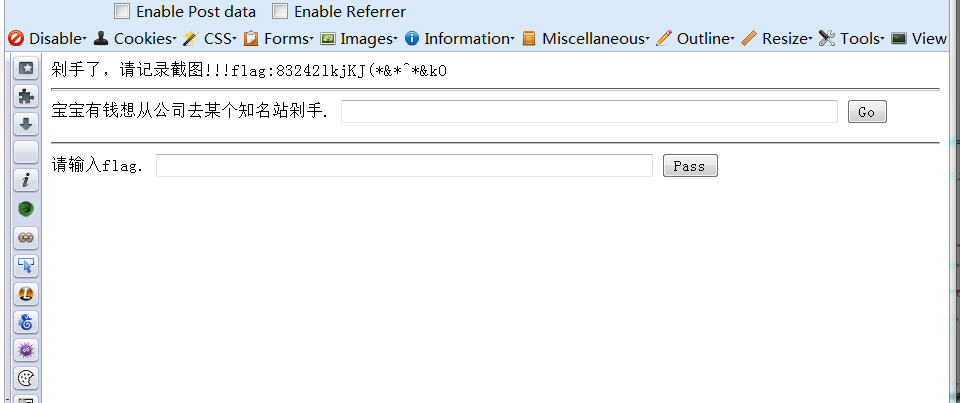 Enable Post data Enable Referrer
Disable Cookies CSS Forms Images Information Miscellaneous Outline Resize Tools View
剁手了，请记录截图!!!flag:83242lkjKJ(*&*^*&kO
宝宝有钱想从公司去某个知名站剁手. Go
请输入flag. Pass